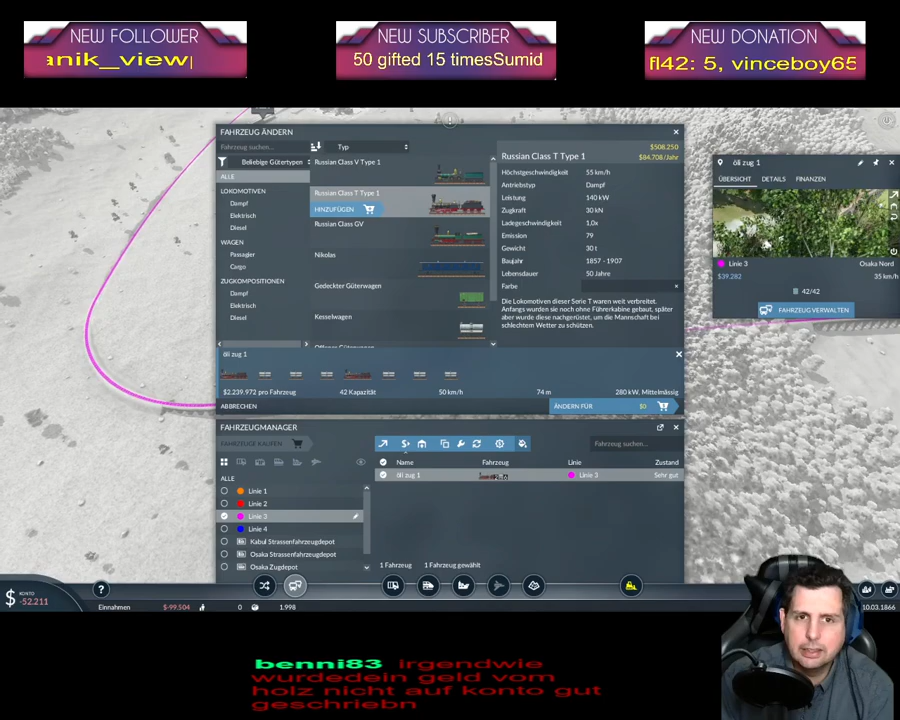 NEW FOLLOWER
anik_view
NEW SUBSCRIBER
50 gifted 15 timesSumid
NEW DONATION
fl42: 5, vinceboy65
FAHRZEUG ÄNDERN
Fahrzeug suchen...
Typ
Beliebige Gütertypen
ALLE
LOKOMOTIVEN
Dampf
Elektrisch
Diesel
WAGEN
Passagier
Cargo
ZUGKOMPOSITIONEN
Dampf
Elektrisch
Diesel
Russian Class V Type 1
Russian Class T Type 1
HINZUFÜGEN
Russian Class GV
Nikolas
Gedeckter Güterwagen
Kesselwagen
$508.250
Russian Class T Type 1
$84.708/Jahr
Höchstgeschwindigkeit 55 km/h
Antriebstyp Dampf
Leistung 140 kW
Zugkraft 30 kN
Ladegeschwindigkeit 1,0x
Emission 79
Gewicht 30 t
Baujahr 1857 - 1907
Lebensdauer 50 Jahre
Farbe
Die Lokomotiven dieser Serie T waren weit verbreitet.
Anfangs wurden sie noch ohne Führerkabine gebaut, später
aber wurde diese nachgerüstet, um die Mannschaft bei
schlechtem Wetter zu schützen.
öli zug 1
$2.239.972 pro Fahrzeug 42 Kapazität 50 km/h 74 m 280 kW, Mittelmässig
ABBRECHEN
ÄNDERN FÜR $0
öli zug 1
ÜBERSICHT DETAILS FINANZEN
Linie 3 Osaka Nord
$39.282 35 km/h
42/42
FAHRZEUG VERWALTEN
FAHRZEUGMANAGER
FAHRZEUGE KAUFEN
Fahrzeug suchen...
ALLE
Linie 1
Linie 2
Linie 3
Linie 4
Kabul Strassenfahrzeugdepot
Osaka Strassenfahrzeugdepot
Osaka Zugdepot
Name Fahrzeug Linie Zustand
öli zug 1 Linie 3 Sehr gut
1 Fahrzeug 1 Fahrzeug gewählt
$ KONTO
-52.211
Einnahmen $-99.504 0 1.998
10.03.1866
benni83 irgendwie
wurdedein geld vom
holz nicht auf konto gut
geschriebn